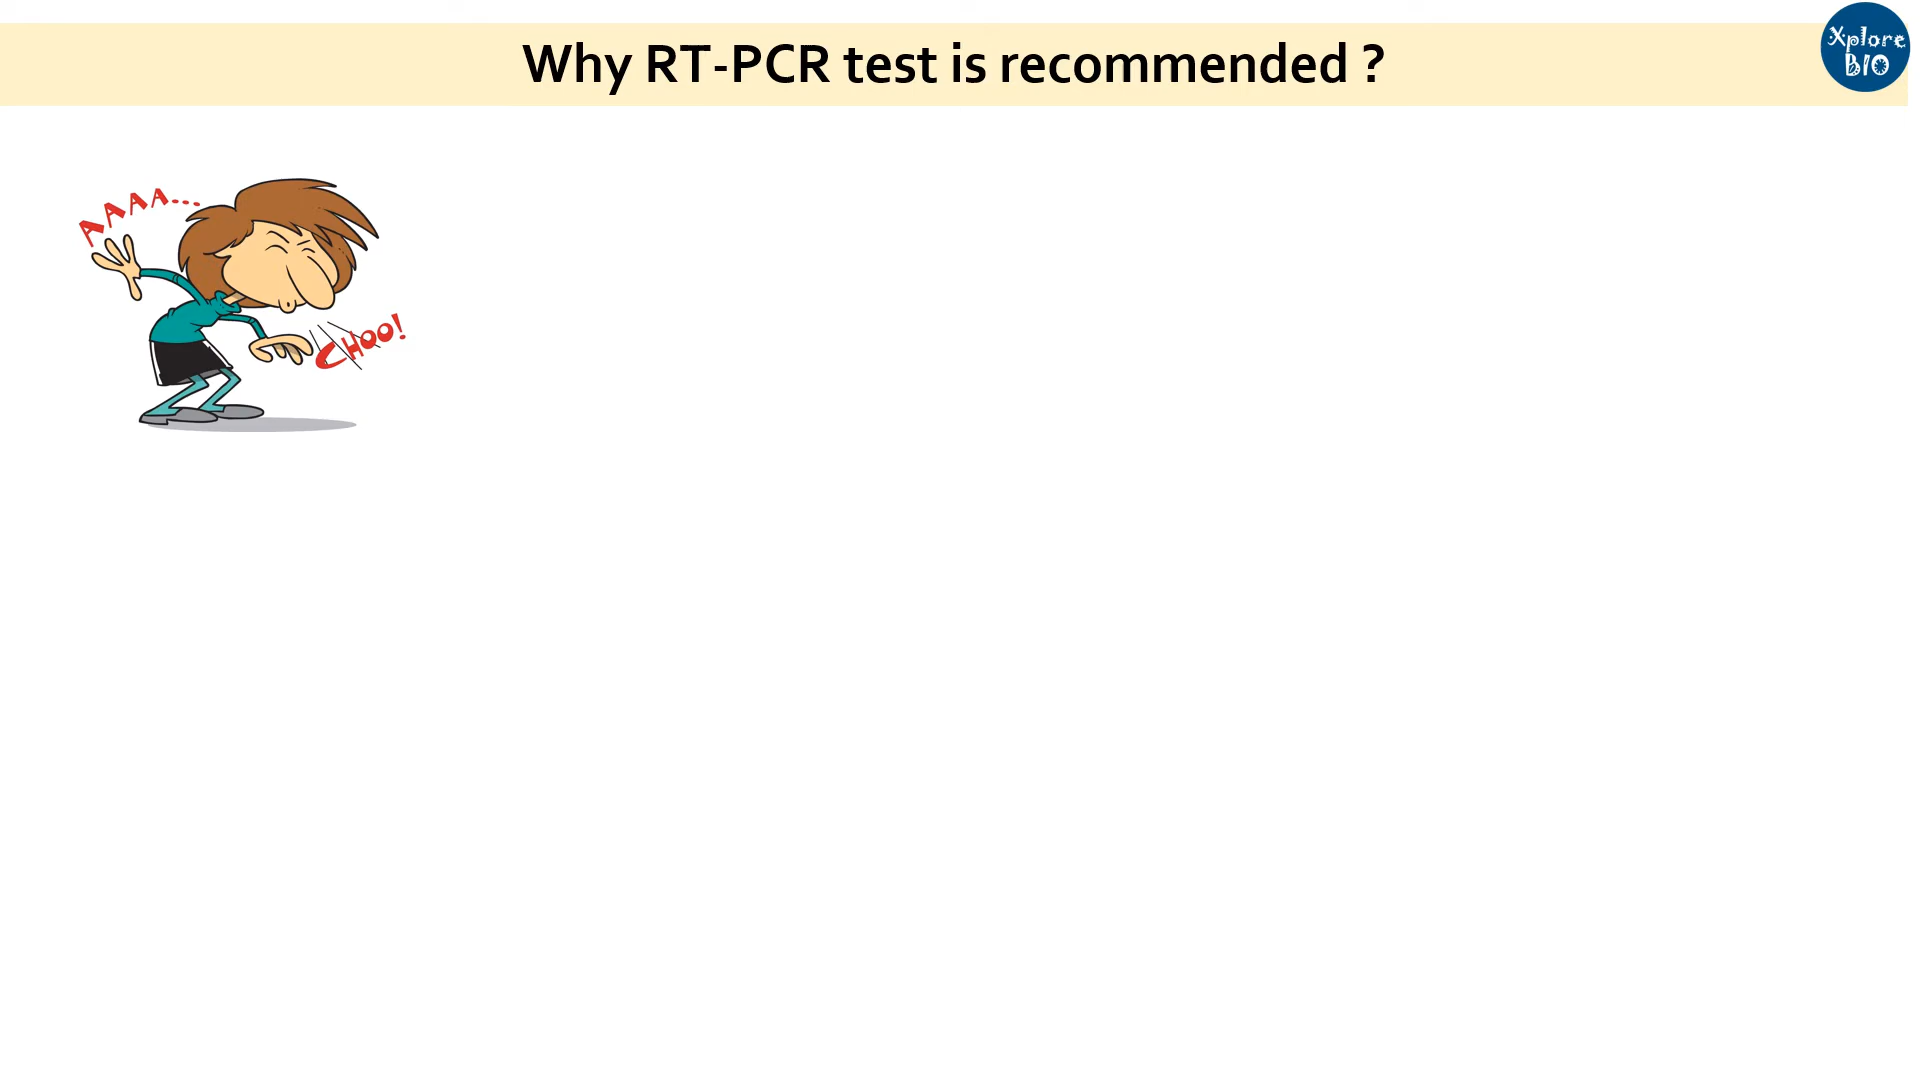 Why RT-PCR test is recommended ?
Xplore
BIO
AAAA...
CHOO!